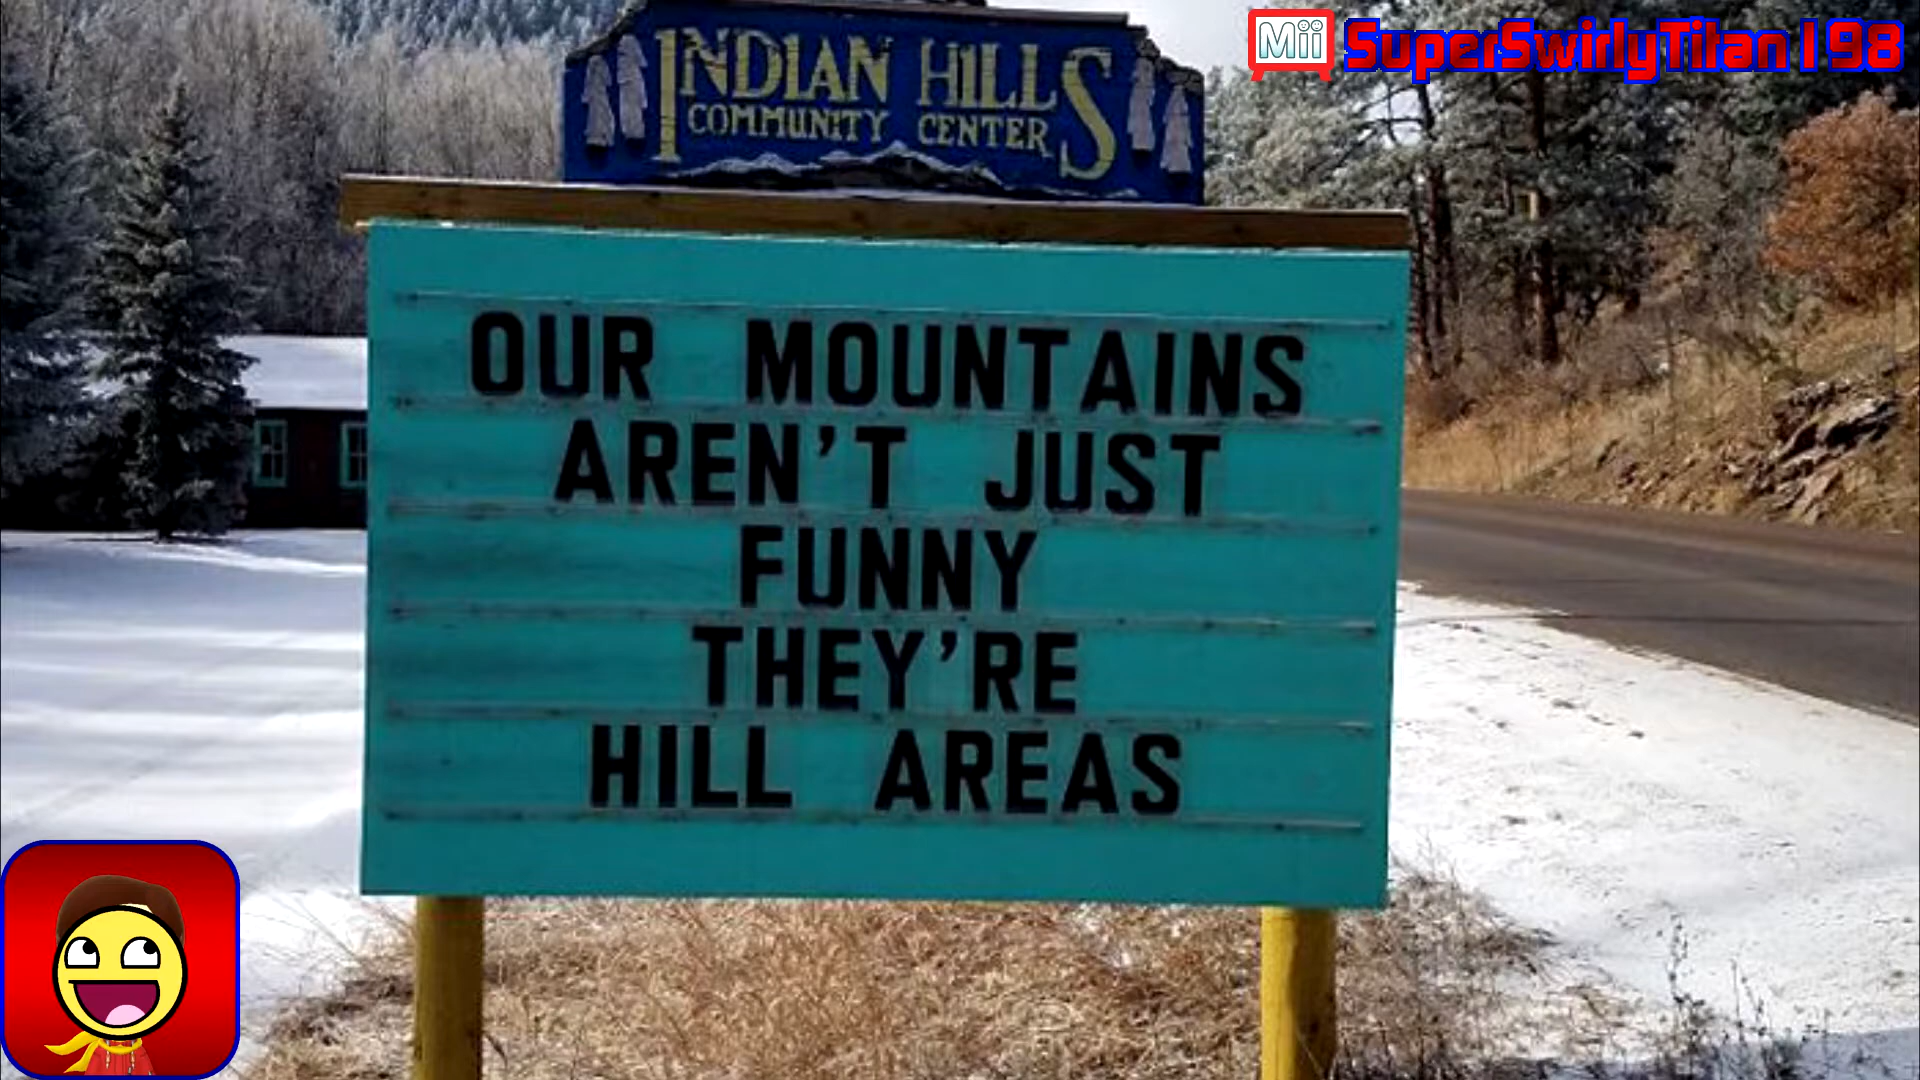 INDIAN HILLS
COMMUNITY CENTER
Mii SuperSwirlyTitan198
OUR MOUNTAINS
AREN'T JUST
FUNNY
THEY'RE
HILL AREAS